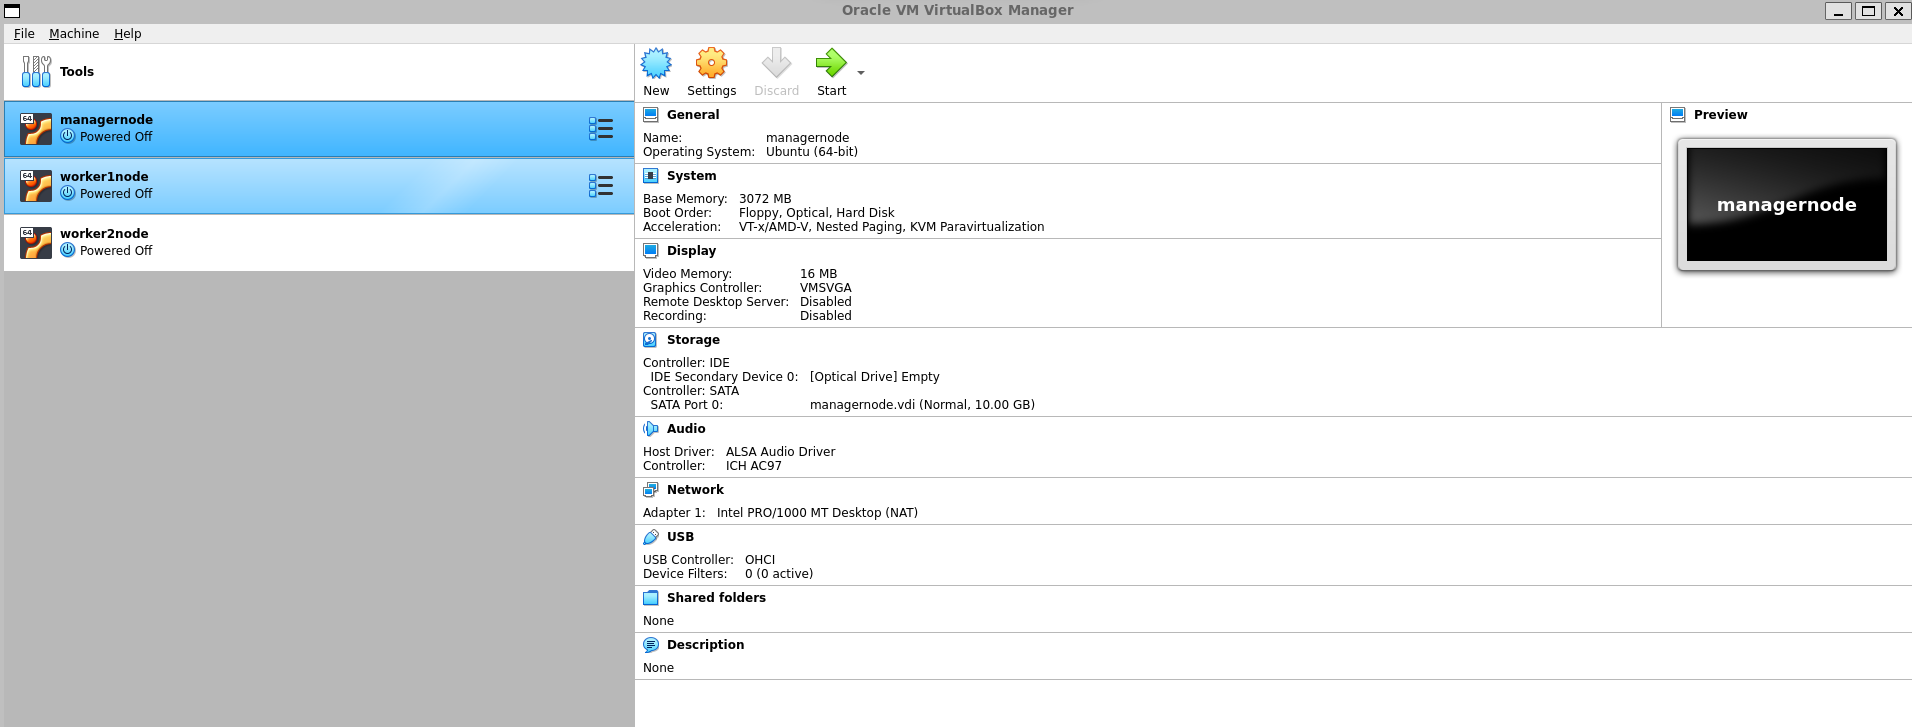 Oracle VM VirtualBox Manager
File Machine Help
Tools
64
managernode
Powered Off
64
worker1node
Powered Off
64
worker2node
Powered Off
New Settings Discard Start
General
Name: managernode
Operating System: Ubuntu (64-bit)
System
Base Memory: 3072 MB
Boot Order: Floppy, Optical, Hard Disk
Acceleration: VT-x/AMD-V, Nested Paging, KVM Paravirtualization
Display
Video Memory: 16 MB
Graphics Controller: VMSVGA
Remote Desktop Server: Disabled
Recording: Disabled
Preview
managernode
Storage
Controller: IDE
IDE Secondary Device 0: [Optical Drive] Empty
Controller: SATA
SATA Port 0: managernode.vdi (Normal, 10.00 GB)
Audio
Host Driver: ALSA Audio Driver
Controller: ICH AC97
Network
Adapter 1: Intel PRO/1000 MT Desktop (NAT)
USB
USB Controller: OHCI
Device Filters: 0 (0 active)
Shared folders
None
Description
None